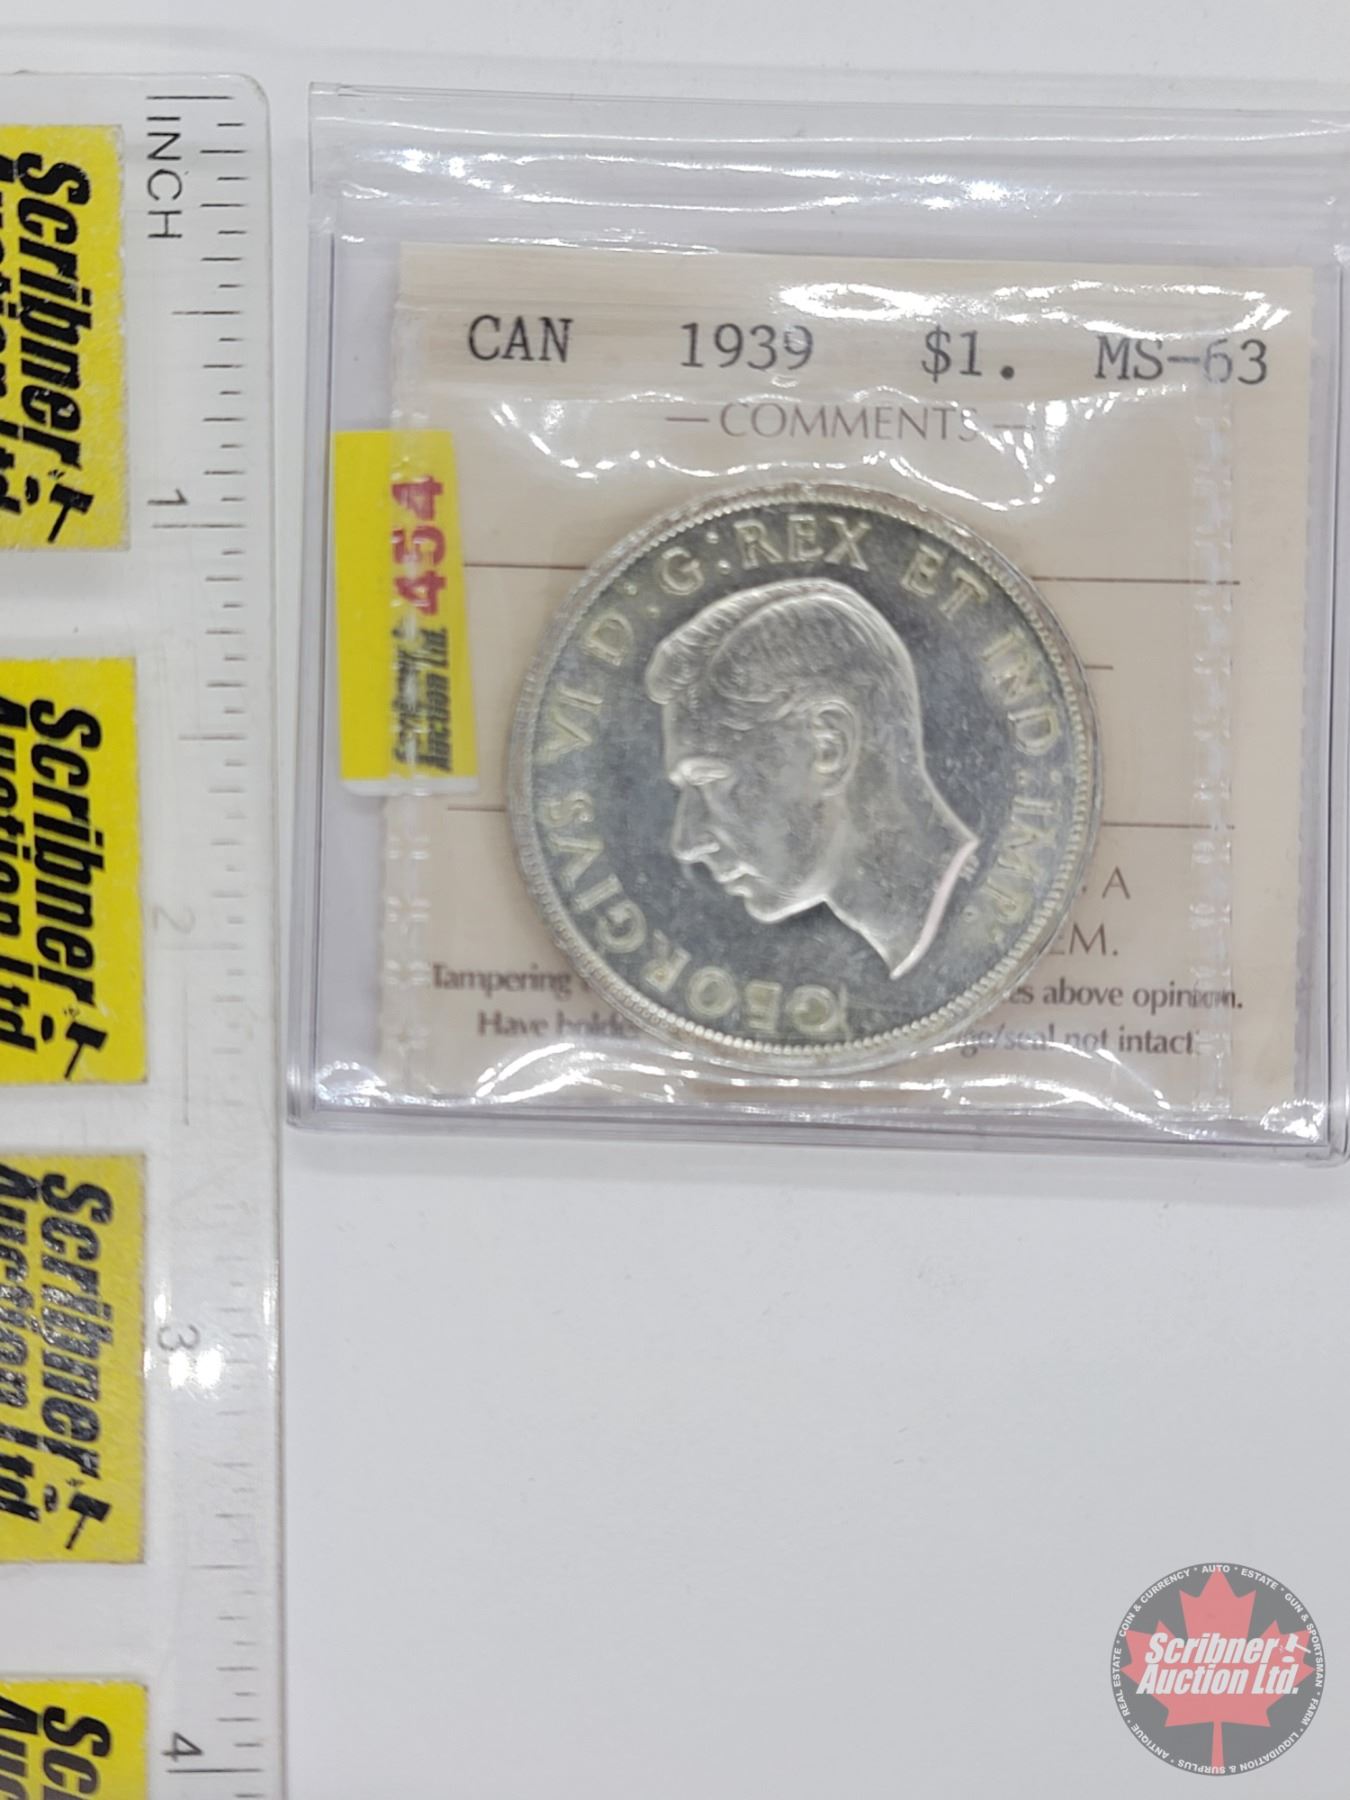 INCH
1
2
3
4
Scribner
Scribner
Auction Ltd
Scribner
Auction Ltd
CAN 1939 $1. MS-63
— COMMENTS —
454
Auction Ltd.
GEORGIVS VI D:G:REX ET IND:IMP.
A
EM.
Tampering
above opinion.
Have
not intact
COIN & CURRENCY · AUTO · ESTATE · GUN & SPORTSMAN · FARM · LIQUIDATION & SURPLUS · ANTIQUE · REAL ESTATE ·
Scribner
Auction Ltd.